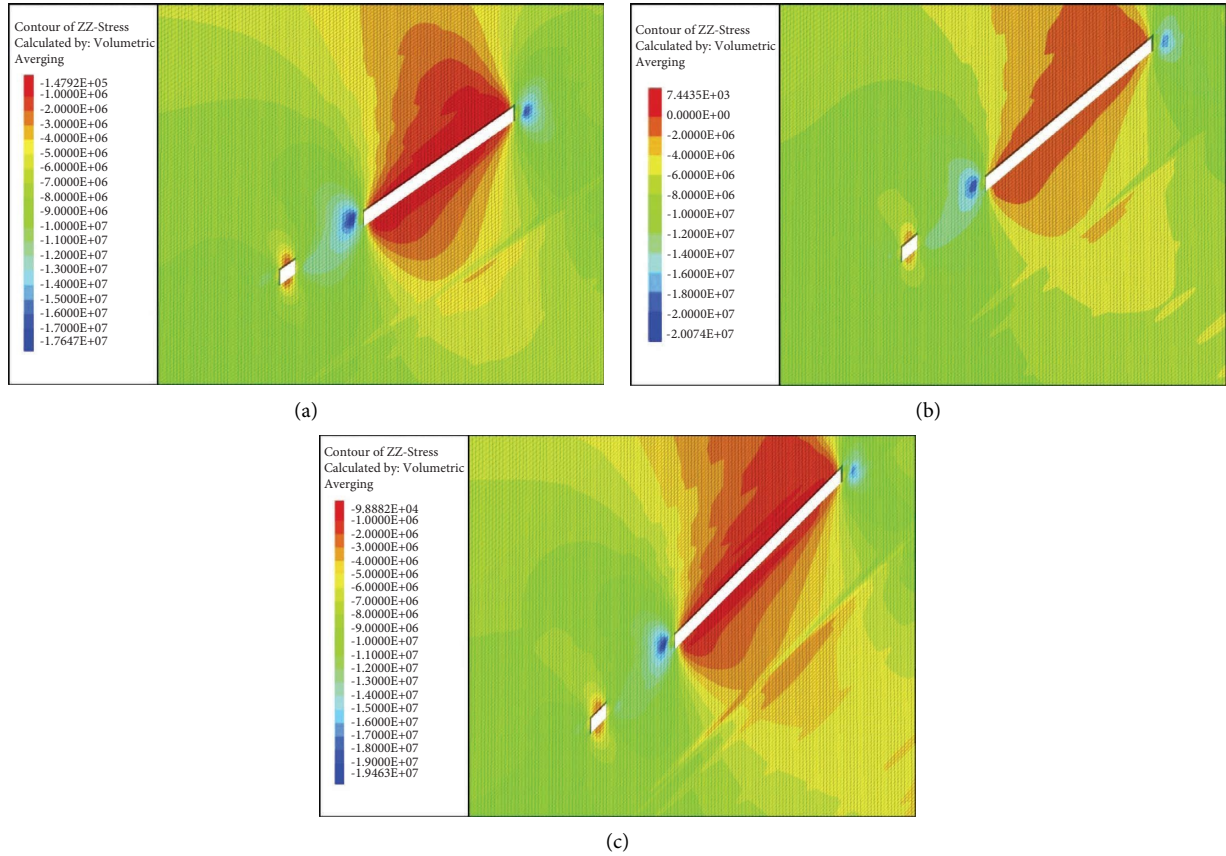 Contour of ZZ-Stress
Calculated by: Volumetric
Averging
-1.4792E+05
-1.0000E+06
-2.0000E+06
-3.0000E+06
-4.0000E+06
-5.0000E+06
-6.0000E+06
-7.0000E+06
-8.0000E+06
-9.0000E+06
-1.0000E+07
-1.1000E+07
-1.2000E+07
-1.3000E+07
-1.4000E+07
-1.5000E+07
-1.6000E+07
-1.7000E+07
-1.7647E+07
(a)
Contour of ZZ-Stress
Calculated by: Volumetric
Averging
7.4435E+03
0.0000E+00
-2.0000E+06
-4.0000E+06
-6.0000E+06
-8.0000E+06
-1.0000E+07
-1.2000E+07
-1.4000E+07
-1.6000E+07
-1.8000E+07
-2.0000E+07
-2.0074E+07
(b)
Contour of ZZ-Stress
Calculated by: Volumetric
Averging
-9.8882E+04
-1.0000E+06
-2.0000E+06
-3.0000E+06
-4.0000E+06
-5.0000E+06
-6.0000E+06
-7.0000E+06
-8.0000E+06
-9.0000E+06
-1.0000E+07
-1.1000E+07
-1.2000E+07
-1.3000E+07
-1.4000E+07
-1.5000E+07
-1.6000E+07
-1.7000E+07
-1.8000E+07
-1.9000E+07
-1.9463E+07
(c)